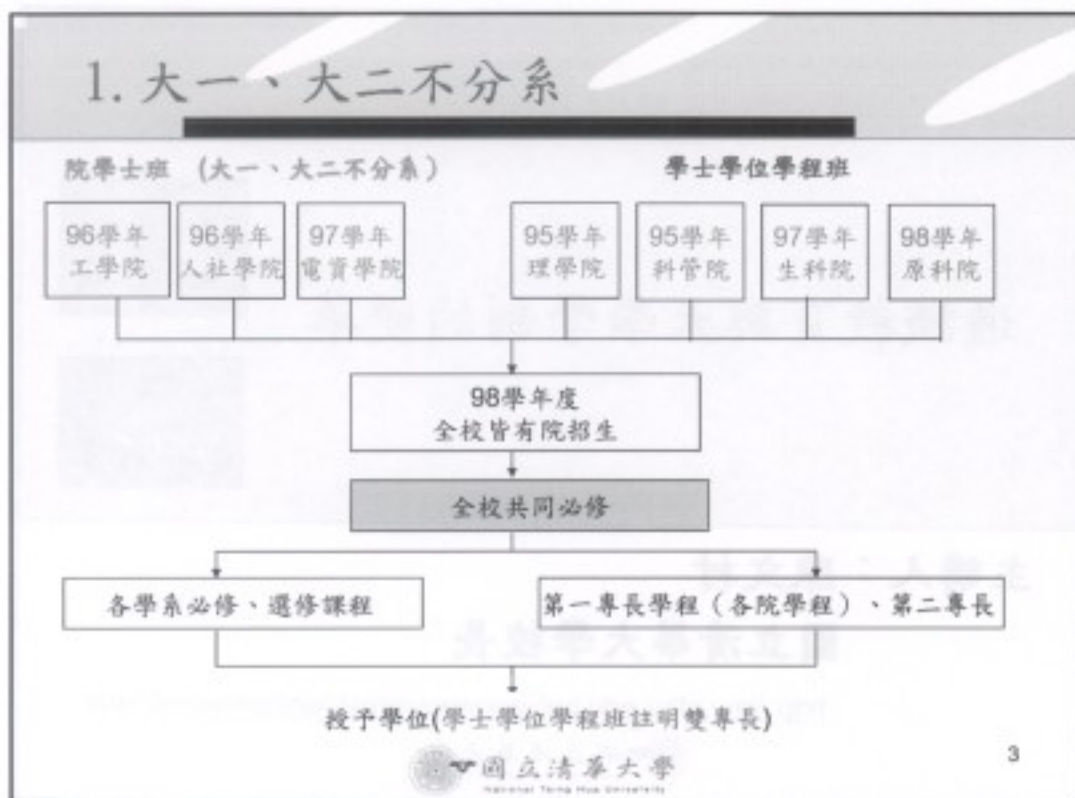 1. 大一、大二不分系
院學士班 (大一、大二不分系)
學士學位學程班
96學年
工學院
96學年
人社學院
97學年
電資學院
95學年
理學院
95學年
科管院
97學年
生科院
98學年
原科院
98學年度
全校皆有院招生
全校共同必修
各學系必修、選修課程
第一專長學程(各院學程)、第二專長
授予學位(學士學位學程班註明雙專長)
國立清華大學
National Tsing Hua University
3